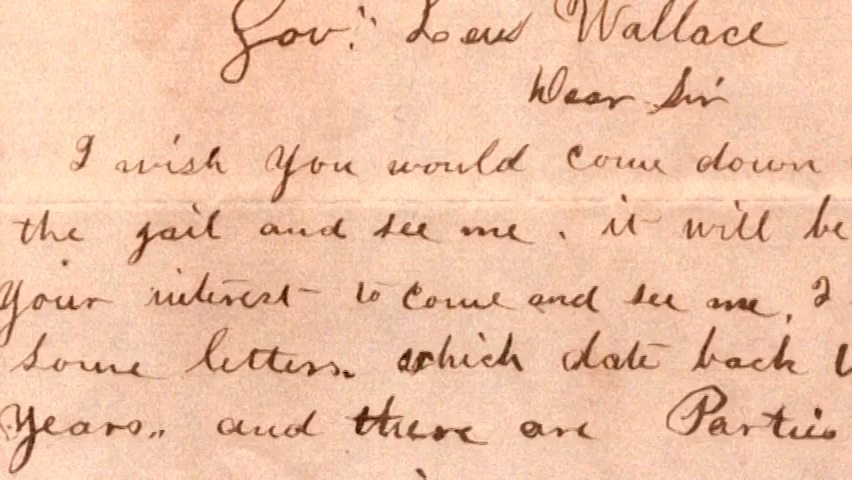 Gov:" Lew Wallace
Dear Sir
I wish you would come down
the jail and see me. it will be
your interest to come and see me. I
some letters. which date back
Years,, and there are Partie